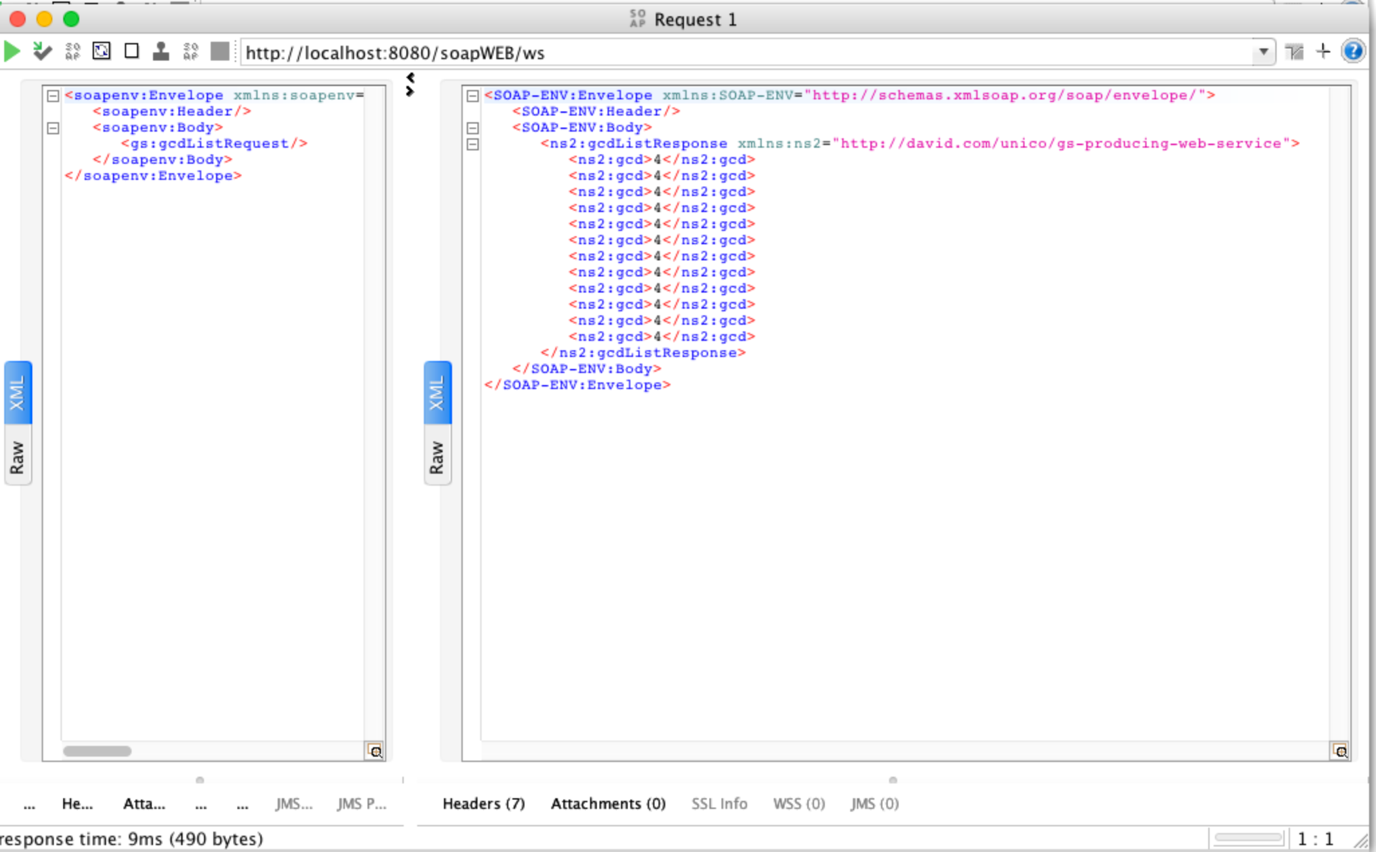 SO
AP Request 1
SO
AP
SO
AP
http://localhost:8080/soapWEB/ws
?
<soapenv:Envelope xmlns:soapenv=
<soapenv:Header/>
<soapenv:Body>
<gs:gcdListRequest/>
</soapenv:Body>
</soapenv:Envelope>
XML
Raw
... He... Atta... ... ... JMS... JMS P...
<SOAP-ENV:Envelope xmlns:SOAP-ENV="http://schemas.xmlsoap.org/soap/envelope/">
<SOAP-ENV:Header/>
<SOAP-ENV:Body>
<ns2:gcdListResponse xmlns:ns2="http://david.com/unico/gs-producing-web-service">
<ns2:gcd>4</ns2:gcd>
<ns2:gcd>4</ns2:gcd>
<ns2:gcd>4</ns2:gcd>
<ns2:gcd>4</ns2:gcd>
<ns2:gcd>4</ns2:gcd>
<ns2:gcd>4</ns2:gcd>
<ns2:gcd>4</ns2:gcd>
<ns2:gcd>4</ns2:gcd>
<ns2:gcd>4</ns2:gcd>
<ns2:gcd>4</ns2:gcd>
<ns2:gcd>4</ns2:gcd>
<ns2:gcd>4</ns2:gcd>
</ns2:gcdListResponse>
</SOAP-ENV:Body>
</SOAP-ENV:Envelope>
XML
Raw
Headers (7) Attachments (0) SSL Info WSS (0) JMS (0)
response time: 9ms (490 bytes)
1 : 1